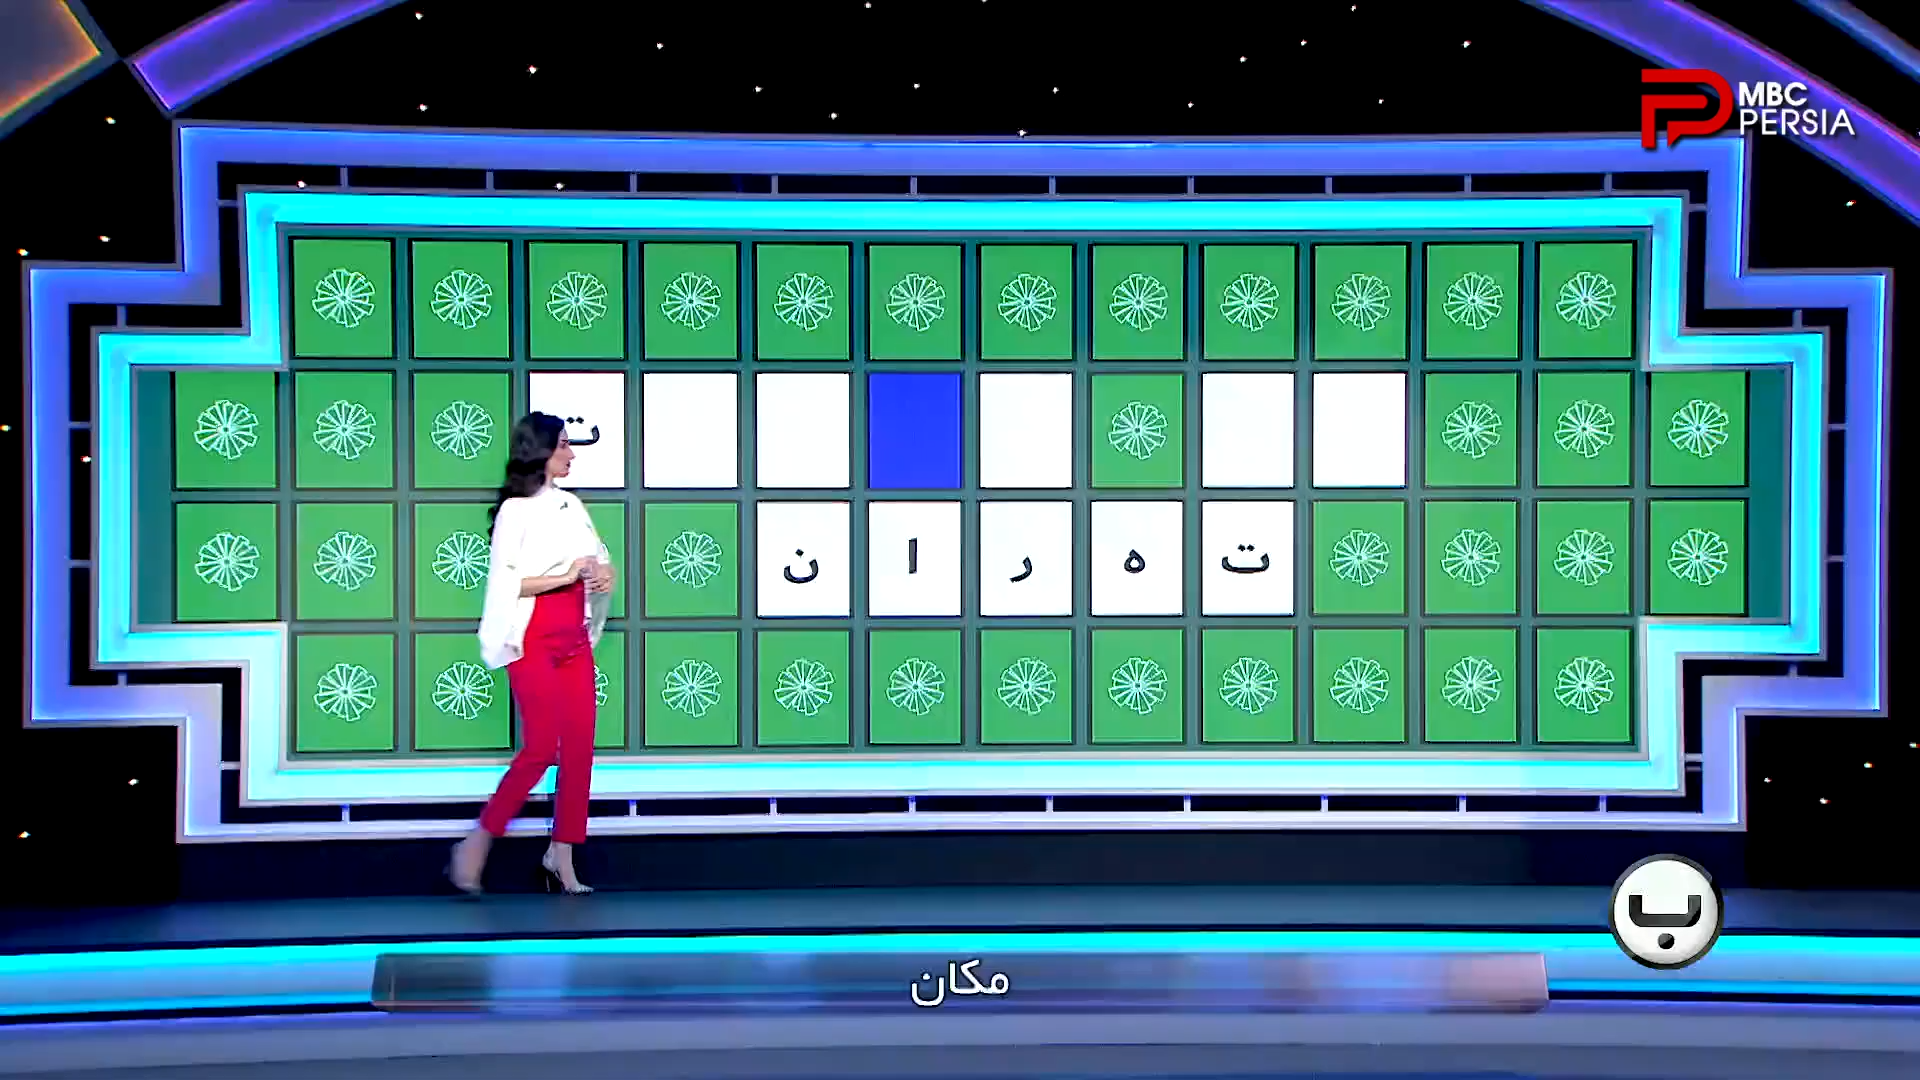 MBC
PERSIA
ت
ت ه ر ا ن
ب
مکان